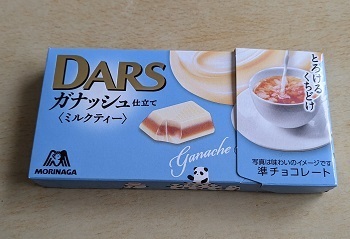 DARS
ガナッシュ仕立て
〈ミルクティー〉
とろける
くちどけ
Ganache
写真は味わいのイメージです
準チョコレート
MORINAGA